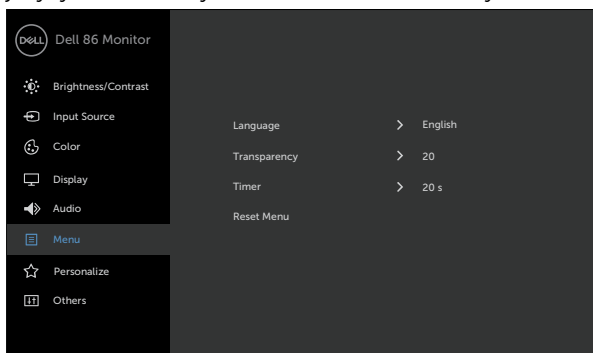 DELL Dell 86 Monitor
Brightness/Contrast
Input Source
Language > English
Color
Transparency > 20
Display
Timer > 20 s
Audio
Reset Menu
Menu
Personalize
Others